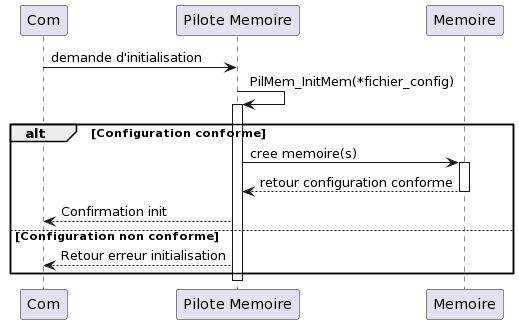 Com
Pilote Memoire
Memoire
demande d'initialisation
PilMem_InitMem(*fichier_config)
alt
[Configuration conforme]
cree memoire(s)
retour configuration conforme
Confirmation init
[Configuration non conforme]
Retour erreur initialisation
Com
Pilote Memoire
Memoire